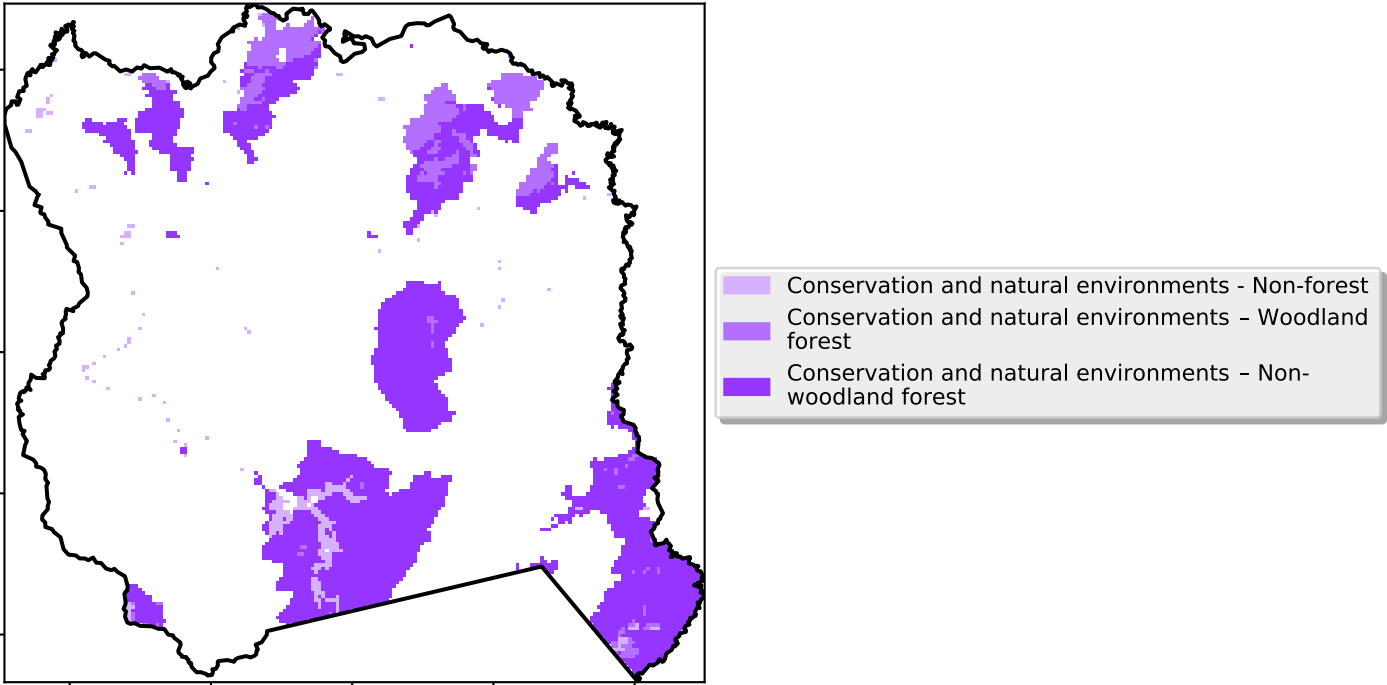 Conservation and natural environments - Non-forest
Conservation and natural environments – Woodland
forest
Conservation and natural environments – Non-
woodland forest